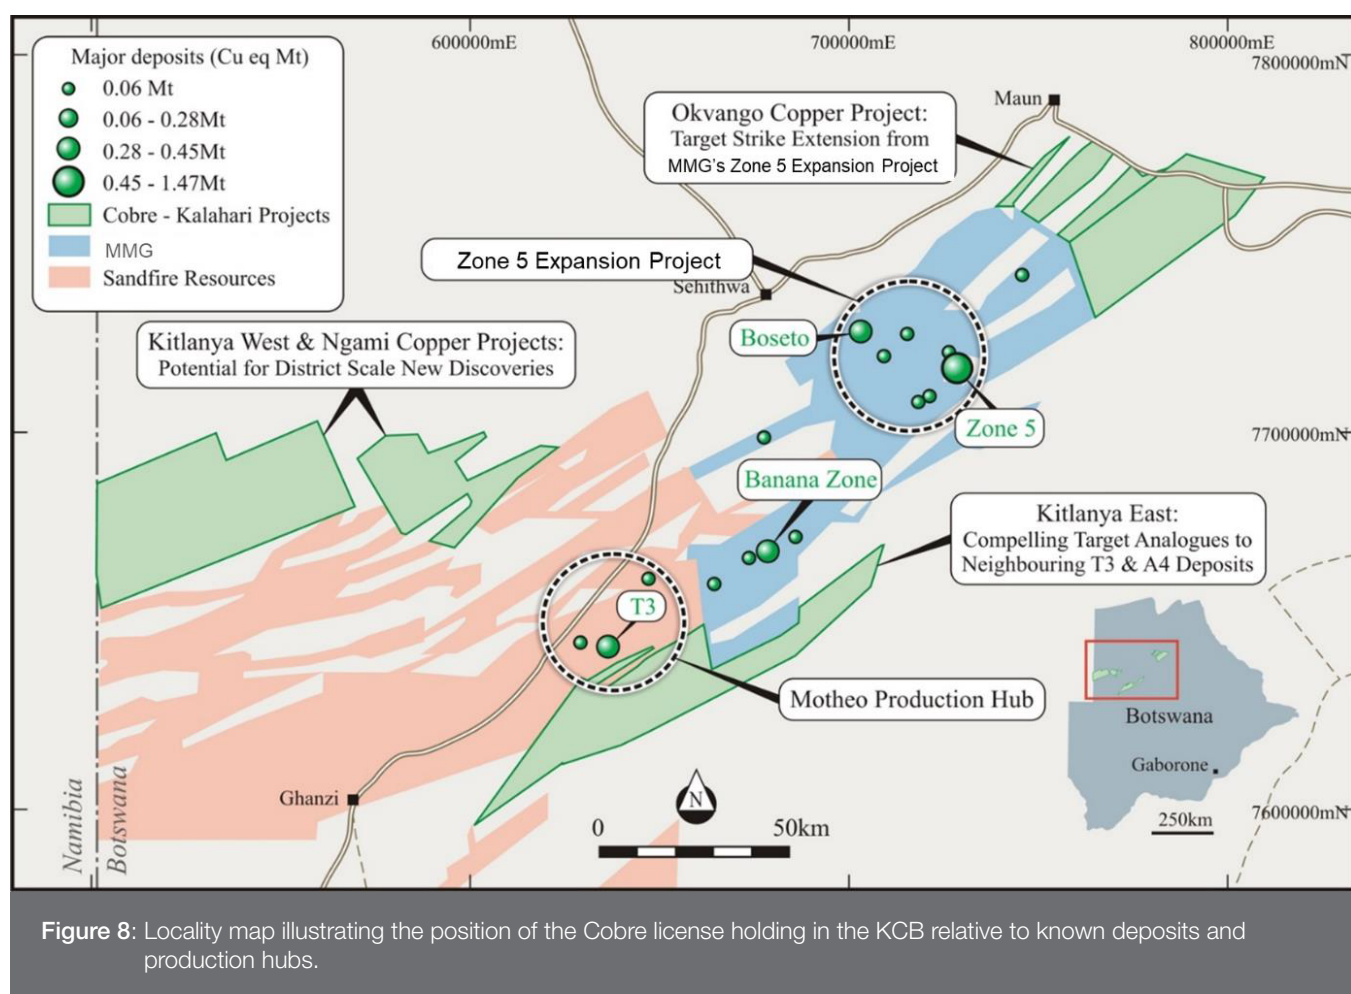 600000mE
700000mE
800000mE
7800000mN
Major deposits (Cu eq Mt)
0.06 Mt
0.06 - 0.28Mt
0.28 - 0.45Mt
0.45 - 1.47Mt
Cobre - Kalahari Projects
MMG
Sandfire Resources
Maun
Okvango Copper Project:
Target Strike Extension from
MMG's Zone 5 Expansion Project
Zone 5 Expansion Project
Sehithwa
Boseto
Kitlanya West & Ngami Copper Projects:
Potential for District Scale New Discoveries
Zone 5
7700000mN
Banana Zone
Kitlanya East:
Compelling Target Analogues to
Neighbouring T3 & A4 Deposits
T3
Motheo Production Hub
Botswana
Gaborone
250km
7600000mN
Namibia
Botswana
Ghanzi
N
0 50km
Figure 8: Locality map illustrating the position of the Cobre license holding in the KCB relative to known deposits and
production hubs.